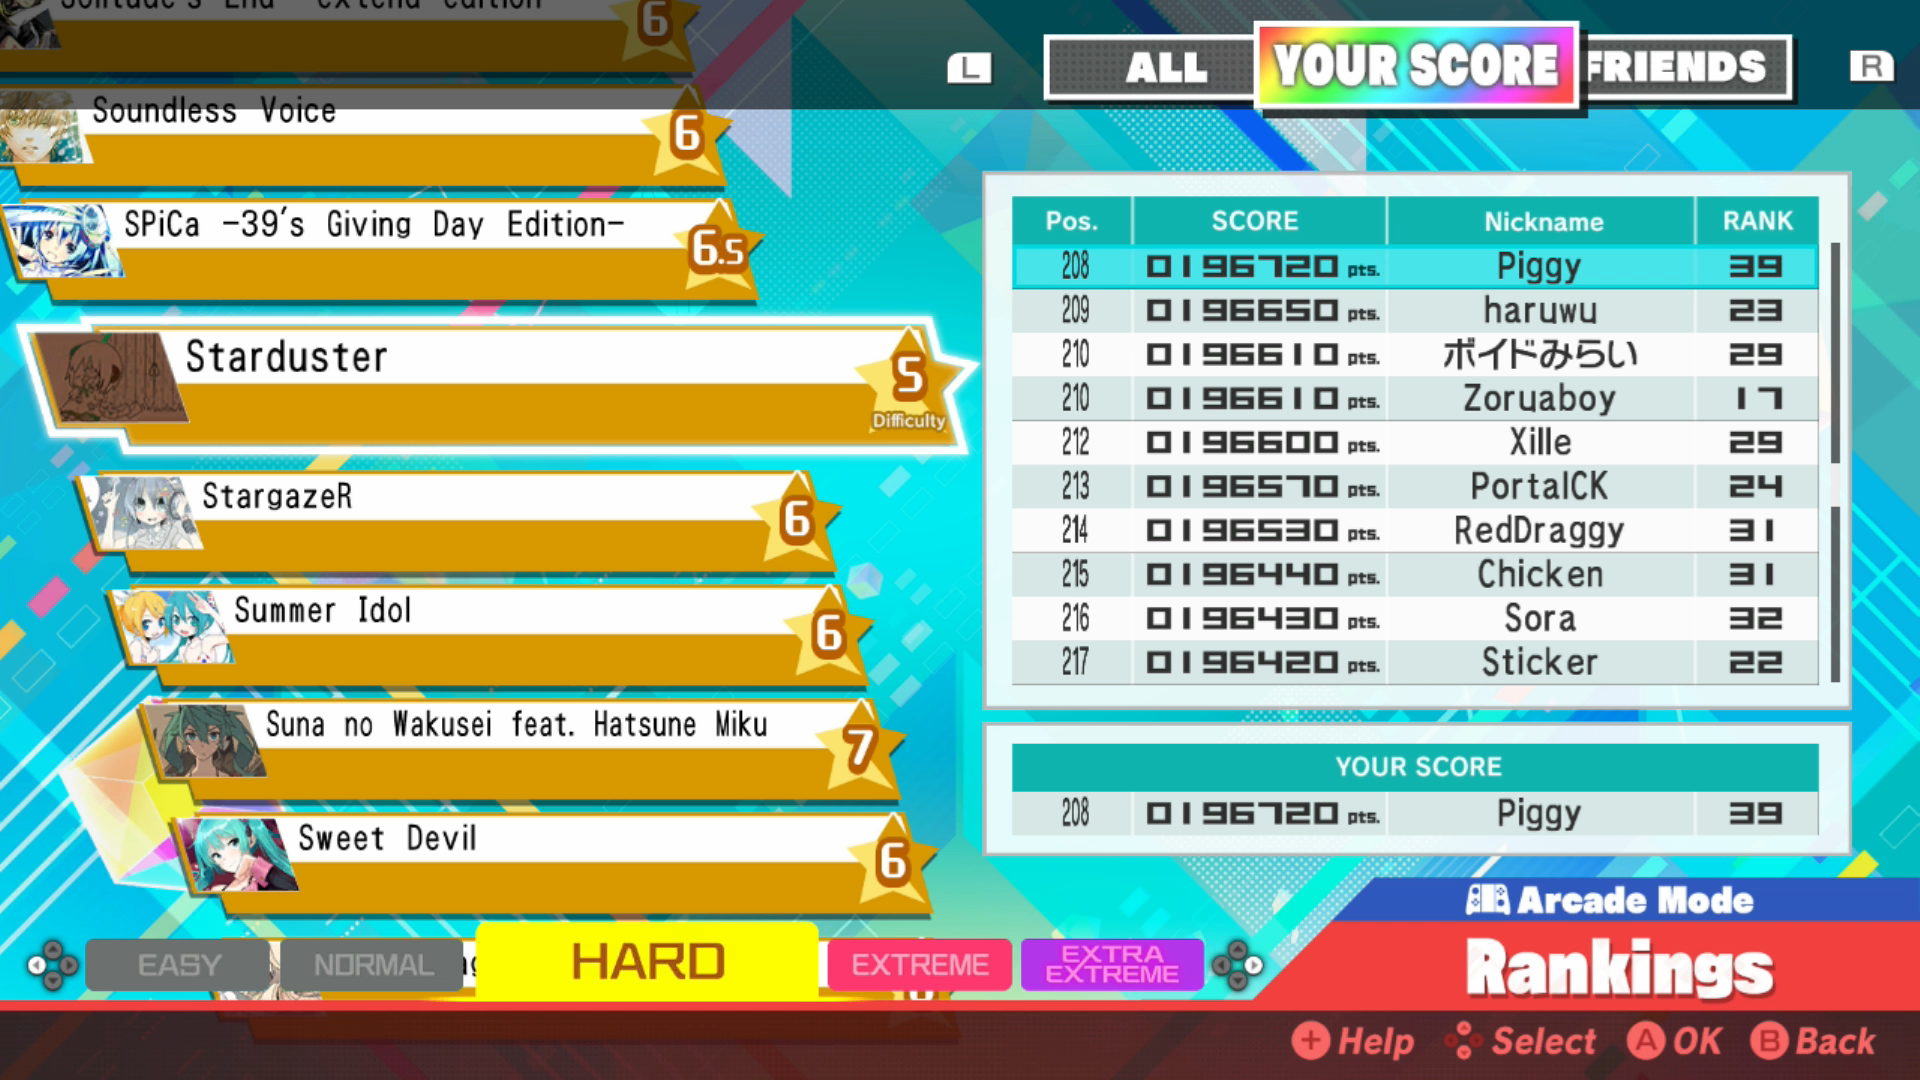 Solitude's End -extend edition-
6
L
ALL
YOUR SCORE
FRIENDS
R
Soundless Voice
6
SPiCa -39's Giving Day Edition-
6.5
Starduster
5
Difficulty
StargazeR
6
Summer Idol
6
Suna no Wakusei feat. Hatsune Miku
7
Sweet Devil
6
Pos. SCORE Nickname RANK
208 0196720 pts. Piggy 39
209 0196650 pts. haruwu 23
210 0196610 pts. ボイドみらい 29
210 0196610 pts. Zoruaboy 17
212 0196600 pts. Xille 29
213 0196570 pts. PortalCK 24
214 0196530 pts. RedDraggy 31
215 0196440 pts. Chicken 31
216 0196430 pts. Sora 32
217 0196420 pts. Sticker 22
YOUR SCORE
208 0196720 pts. Piggy 39
Arcade Mode
Rankings
EASY
NORMAL
HARD
EXTREME
EXTRA
EXTREME
+ Help
Select
A OK
B Back